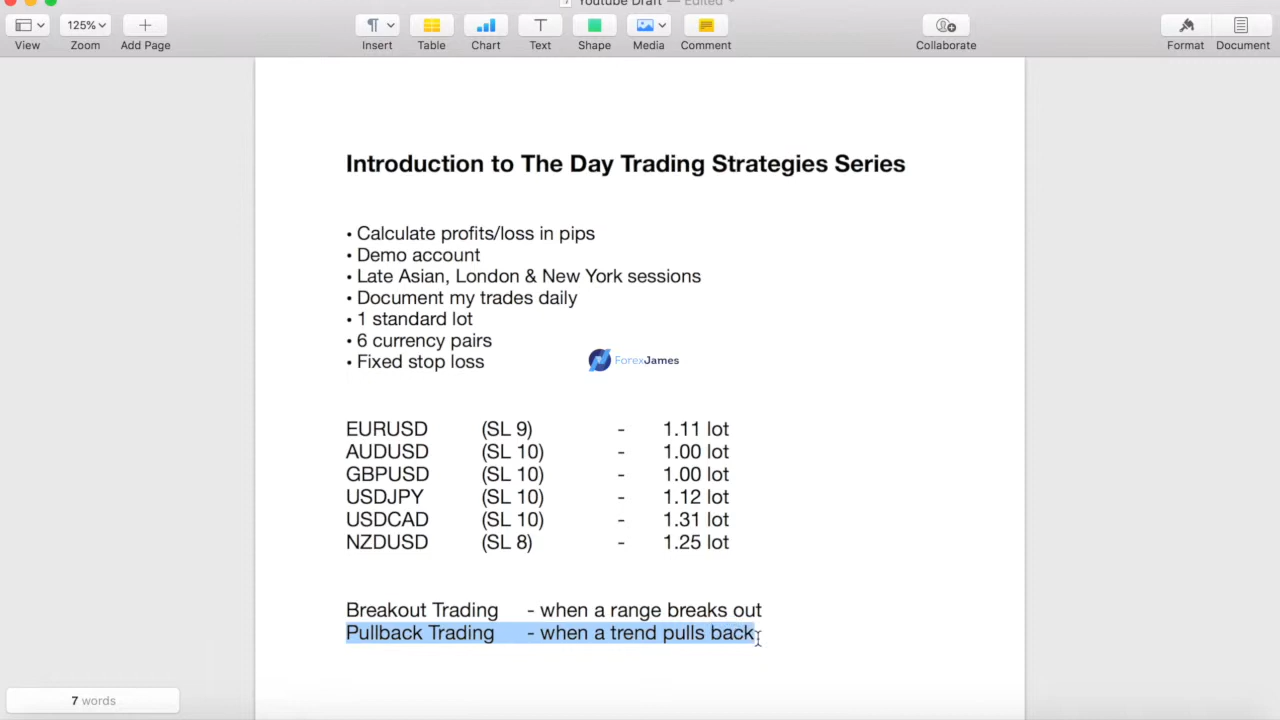 Youtube Draft — Edited
125%
View
Zoom
Add Page
Insert
Table
Chart
Text
Shape
Media
Comment
Collaborate
Format
Document
Introduction to The Day Trading Strategies Series
• Calculate profits/loss in pips
• Demo account
• Late Asian, London & New York sessions
• Document my trades daily
• 1 standard lot
• 6 currency pairs
• Fixed stop loss
ForexJames
EURUSD (SL 9) - 1.11 lot
AUDUSD (SL 10) - 1.00 lot
GBPUSD (SL 10) - 1.00 lot
USDJPY (SL 10) - 1.12 lot
USDCAD (SL 10) - 1.31 lot
NZDUSD (SL 8) - 1.25 lot
Breakout Trading - when a range breaks out
Pullback Trading - when a trend pulls back
7 words